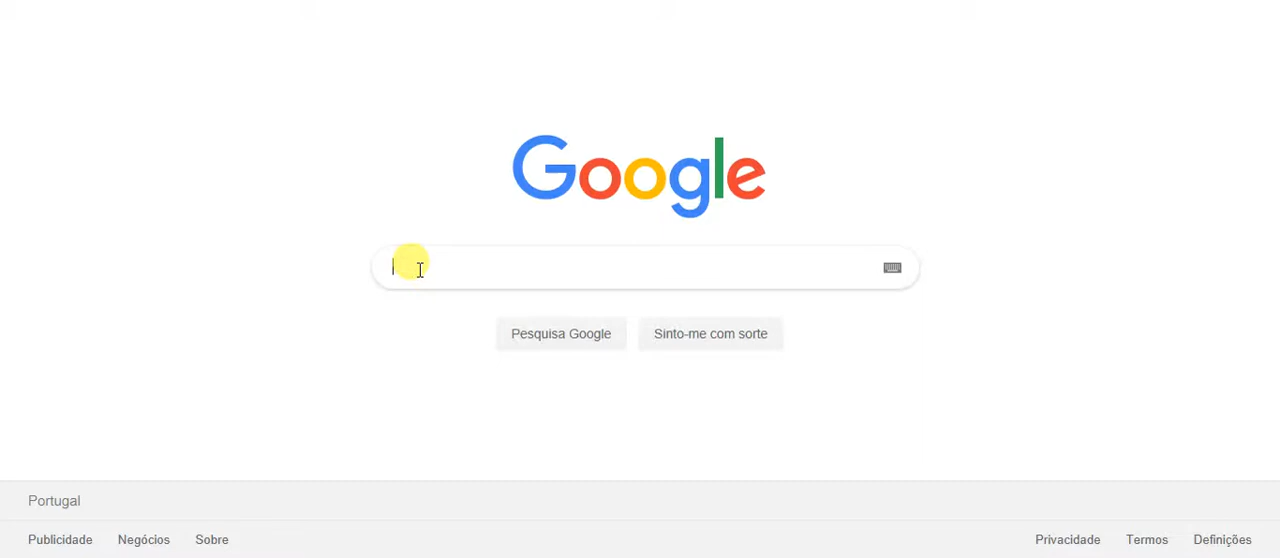 Google
Pesquisa Google
Sinto-me com sorte
Portugal
Publicidade Negócios Sobre
Privacidade Termos Definições